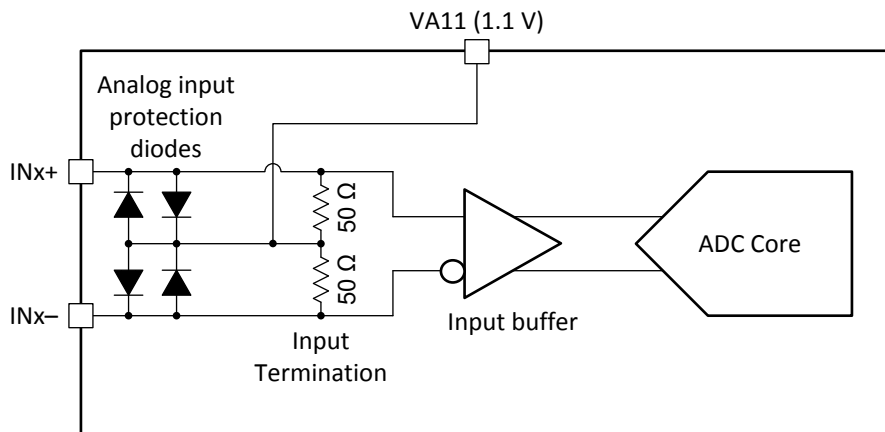 VA11 (1.1 V)
Analog input
protection
diodes
INx+
50 Ω
50 Ω
ADC Core
INx–
Input buffer
Input
Termination